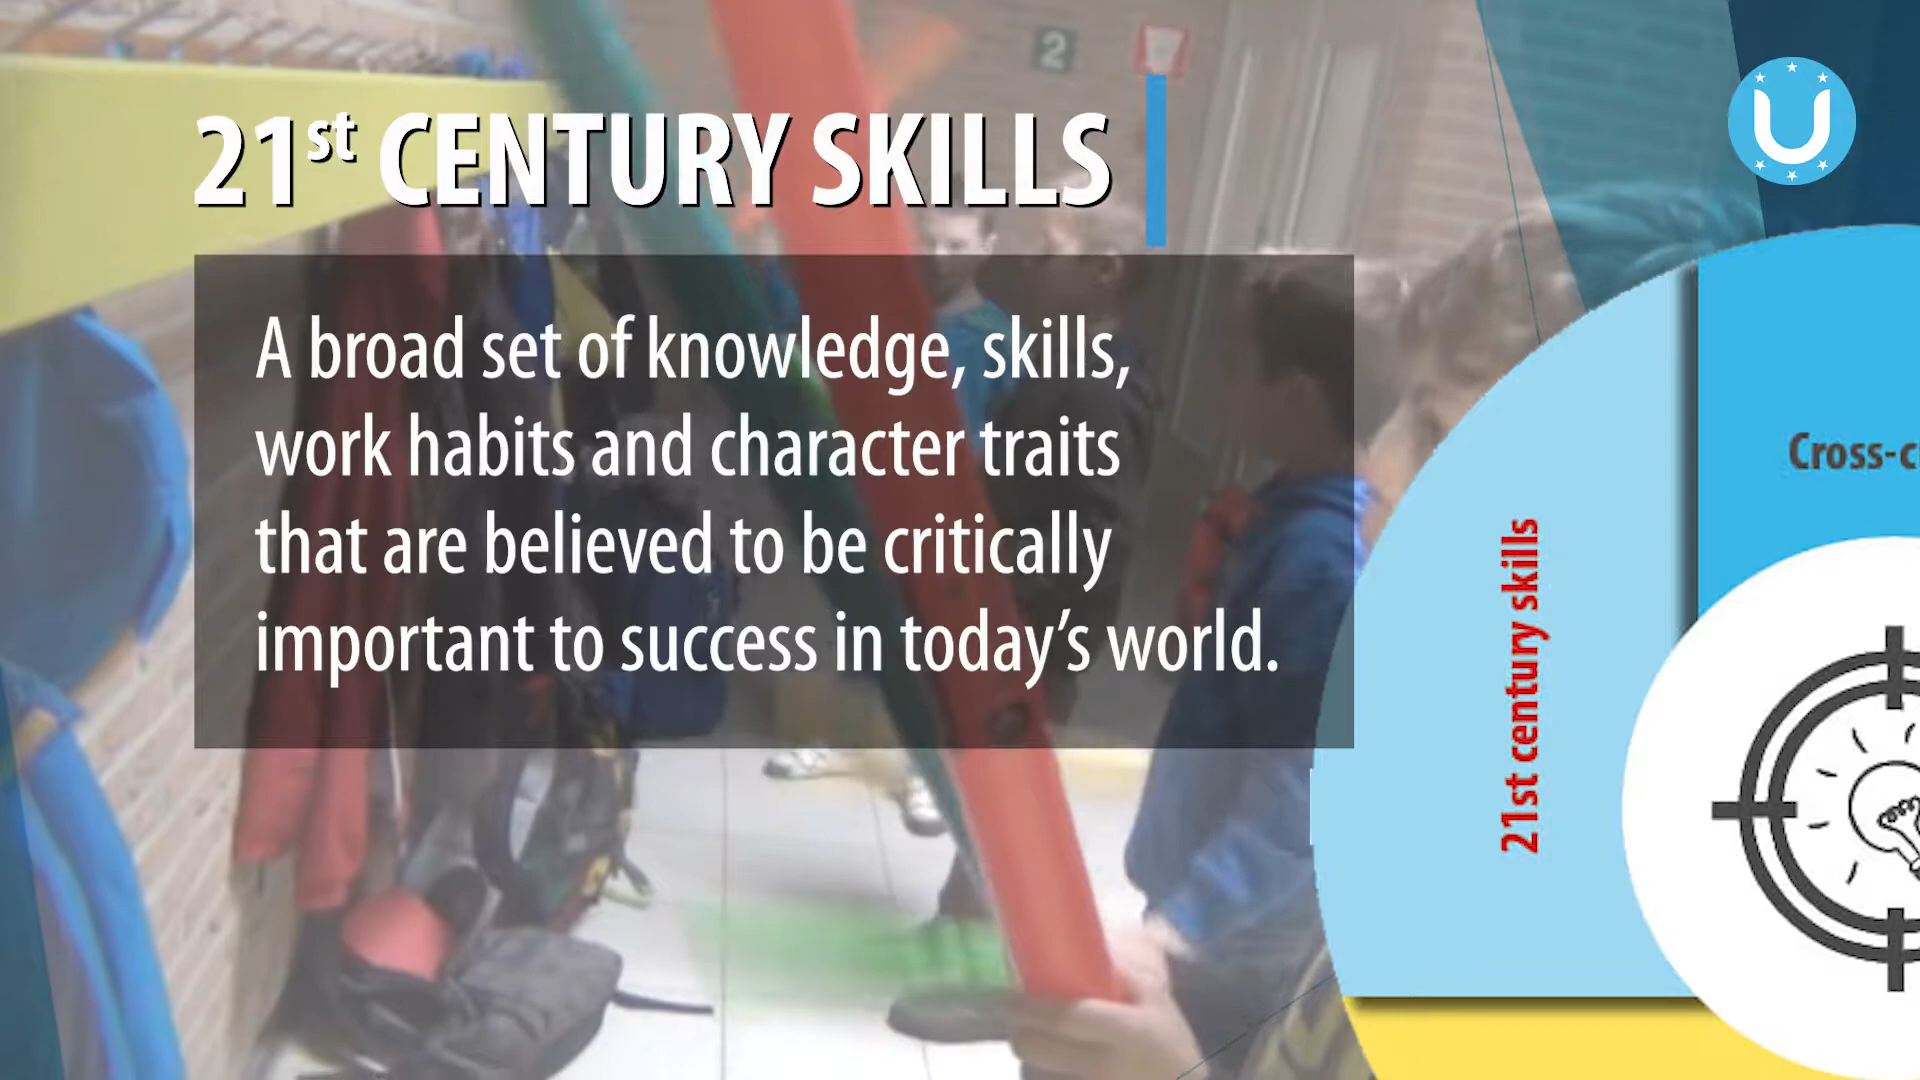 2
21st CENTURY SKILLS
U
A broad set of knowledge, skills,
work habits and character traits
that are believed to be critically
important to success in today's world.
Cross-c
21st century skills